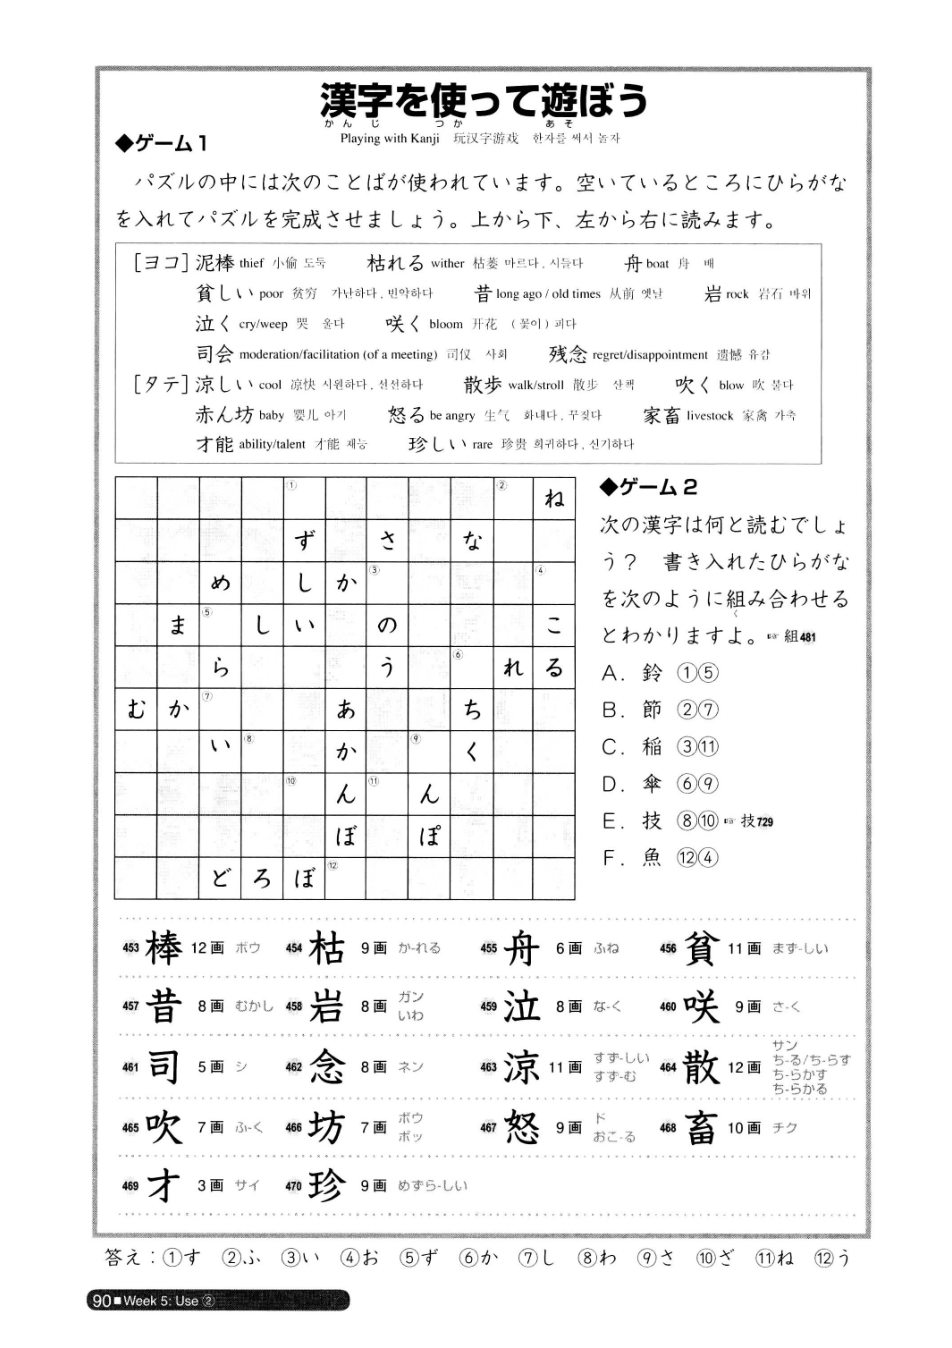 漢字を使って遊ぼう
かんじ つか あそ
Playing with Kanji 玩汉字游戏 한자를 써서 놀자
◆ゲーム1
パズルの中には次のことばが使われています。空いているところにひらがな
を入れてパズルを完成させましょう。上から下、左から右に読みます。
[ヨコ] 泥棒 thief 小偷 도둑 枯れる wither 枯萎 마르다, 시들다 舟 boat 舟 배
貧しい poor 贫穷 가난하다, 빈약하다 昔 long ago / old times 从前 옛날 岩 rock 岩石 바위
泣く cry/weep 哭 울다 咲く bloom 开花 (꽃이) 피다
司会 moderation/facilitation (of a meeting) 司仪 사회 残念 regret/disappointment 遗憾 유감
[タテ] 涼しい cool 凉快 시원하다, 선선하다 散歩 walk/stroll 散步 산책 吹く blow 吹 불다
赤ん坊 baby 婴儿 아기 怒る be angry 生气 화내다, 꾸짖다 家畜 livestock 家禽 가축
才能 ability/talent 才能 재능 珍しい rare 珍贵 희귀하다, 신기하다
① ② ね
ず さ な
め し か ③ ④
ま ⑤ し い の こ
ら う ⑥ れ る
む か ⑦ あ ち
い ⑧ か ⑨ く
⑩ ん ⑪ ん
ぼ ぽ
ど ろ ぼ ⑫
◆ゲーム2
次の漢字は何と読むでしょ
う? 書き入れたひらがな
を次のように組み合わせる
く
とわかりますよ。☞ 組481
A. 鈴 ①⑤
B. 節 ②⑦
C. 稲 ③⑪
D. 傘 ⑥⑨
E. 技 ⑧⑩ ☞ 技729
F. 魚 ⑫④
453 棒 12画 ボウ 454 枯 9画 か-れる 455 舟 6画 ふね 456 貧 11画 まず-しい
457 昔 8画 むかし 458 岩 8画 ガン いわ 459 泣 8画 な-く 460 咲 9画 さ-く
461 司 5画 シ 462 念 8画 ネン 463 涼 11画 すず-しい すず-む 464 散 12画 サン ち-る/ち-らす ち-らかす ち-らかる
465 吹 7画 ふ-く 466 坊 7画 ボウ ボッ 467 怒 9画 ド おこ-る 468 畜 10画 チク
469 才 3画 サイ 470 珍 9画 めずら-しい
答え:①す ②ふ ③い ④お ⑤ず ⑥か ⑦し ⑧わ ⑨さ ⑩ざ ⑪ね ⑫う
90 ■ Week 5: Use ②